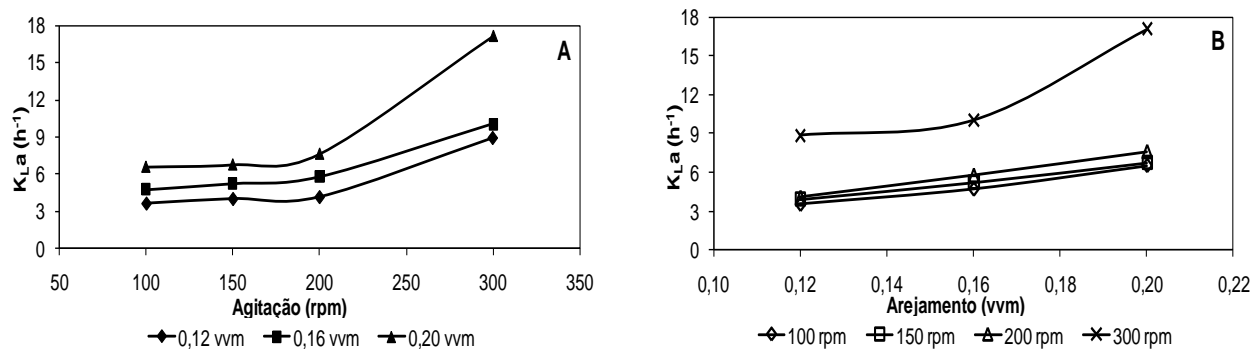 18
15
12
9
6
3
0
K_L a (h⁻¹)
A
50
100
150
200
250
300
350
Agitação (rpm)
0,12 vvm
0,16 vvm
0,20 vvm
18
15
12
9
6
3
0
K_L a (h⁻¹)
B
0,10
0,12
0,14
0,16
0,18
0,20
0,22
Arejamento (vvm)
100 rpm
150 rpm
200 rpm
300 rpm